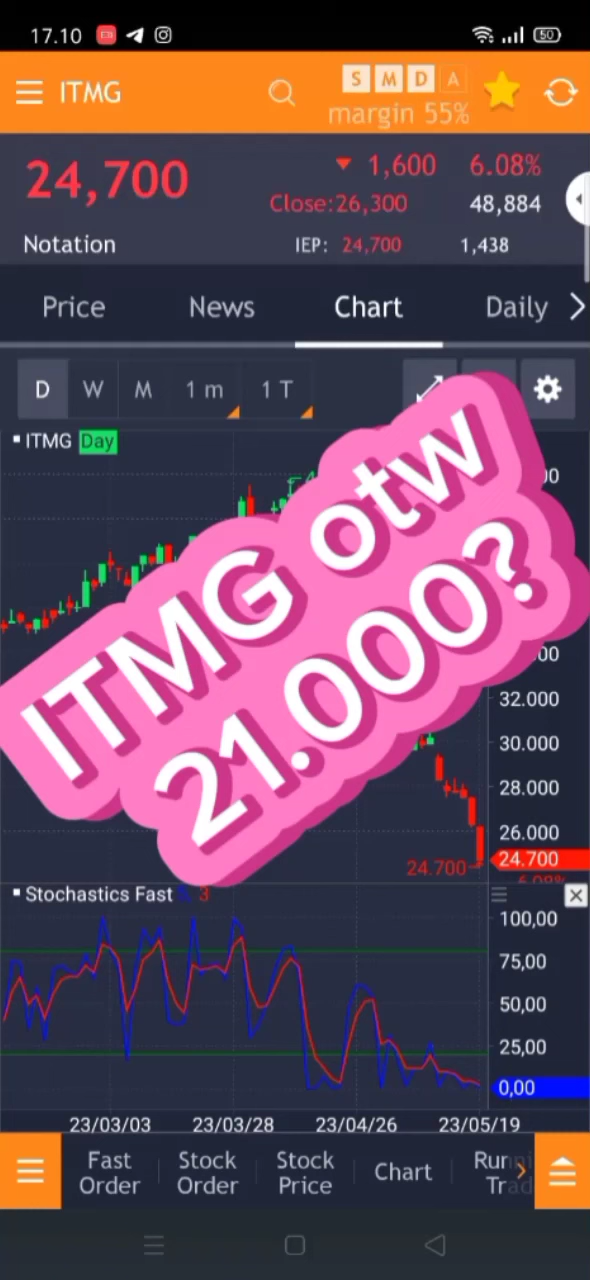 17.10
50
ITMG
S M D A
margin 55%
24,700
1,600 6.08%
Close:26,300 48,884
Notation
IEP: 24,700 1,438
Price News Chart Daily
D W M 1 m 1 T
ITMG Day
ITMG otw
21.000?
32.000
30.000
28.000
26.000
24.700
24.700
Stochastics Fast 3
100,00
75,00
50,00
25,00
0,00
23/03/03 23/03/28 23/04/26 23/05/19
Fast Order
Stock Order
Stock Price
Chart